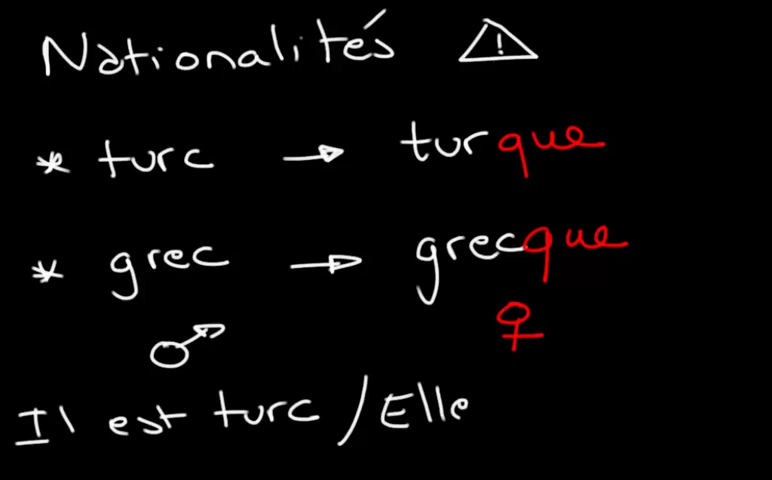 Nationalités ⚠
* turc → turque
* grec → grecque
♂ ♀
Il est turc / Elle